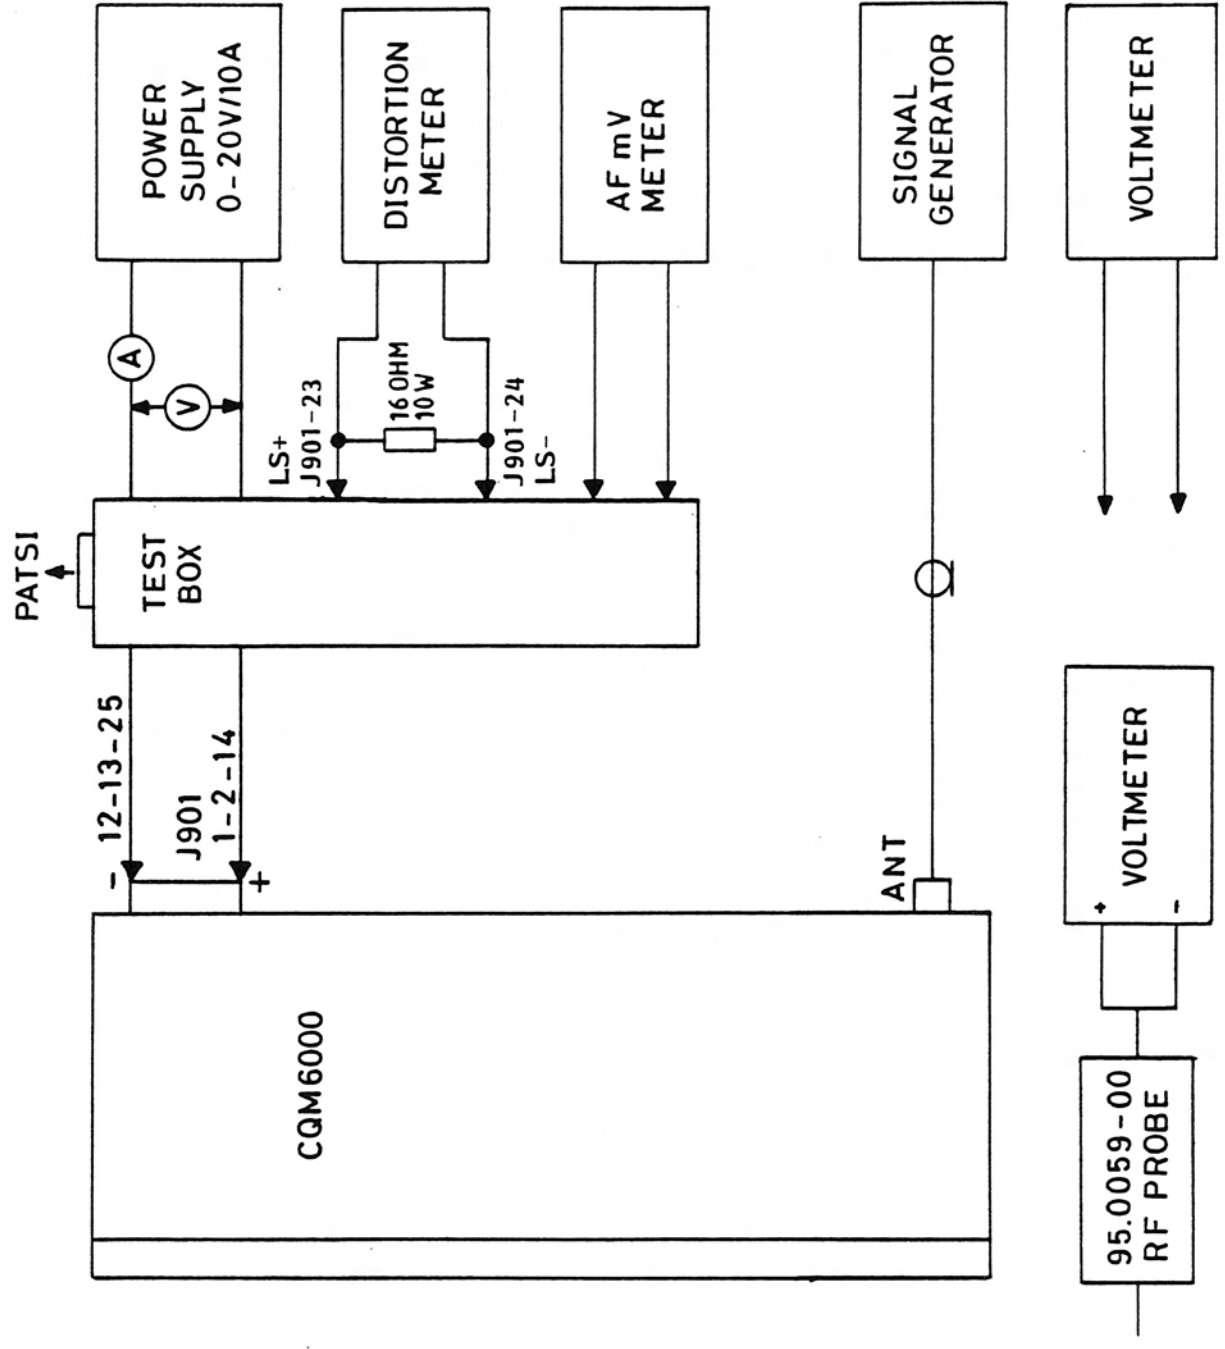 POWER
SUPPLY
0-20V/10A
DISTORTION
METER
AF mV
METER
SIGNAL
GENERATOR
VOLTMETER
A
V
LS+
J901-23
16 OHM
10W
J901-24
LS-
PATSI
TEST
BOX
12-13-25
J901
1-2-14
-
+
ANT
CQM6000
VOLTMETER
+
-
95.0059-00
RF PROBE